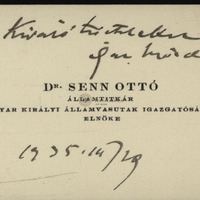 Kiváló tisztelettel
DR. SENN OTTÓ
ÁLLAMTITKÁR
YAR KIRÁLYI ÁLLAMVASUTAK IGAZGATÓSÁ
ELNÖKE
1935.